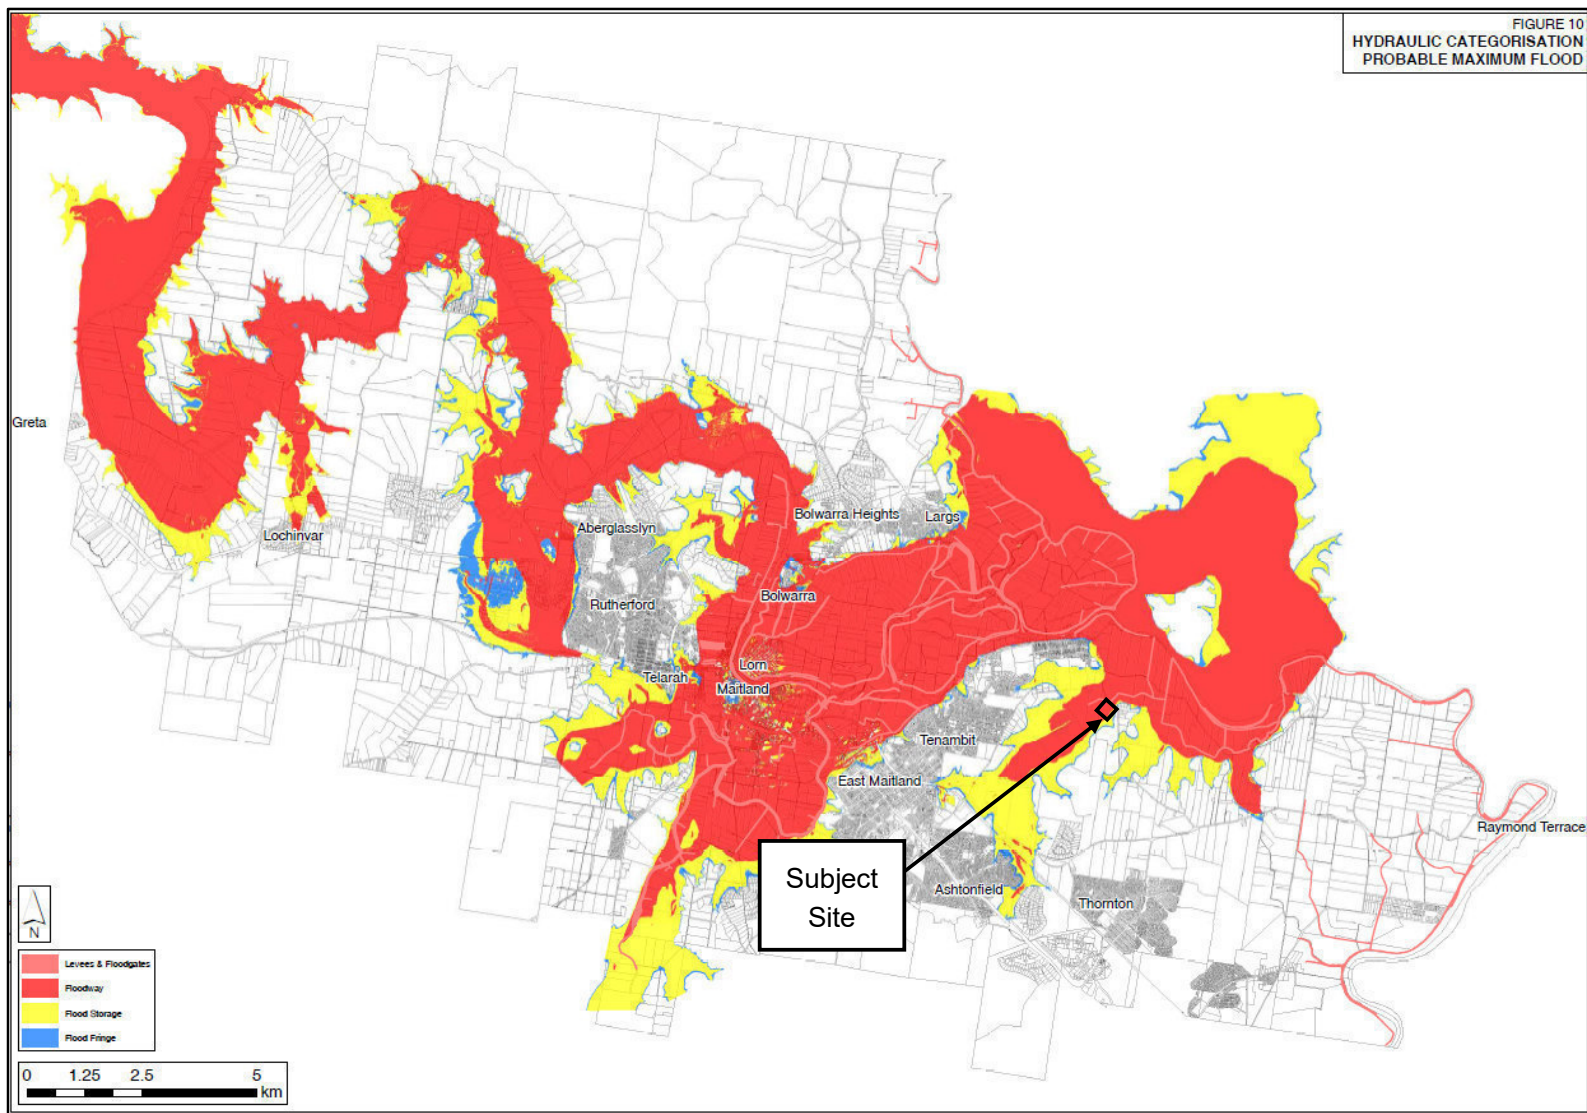 FIGURE 10
HYDRAULIC CATEGORISATION
PROBABLE MAXIMUM FLOOD
Greta
Lochinvar
Aberglasslyn
Bolwarra Heights
Largs
Rutherford
Bolwarra
Lorn
Telarah
Maitland
Tenambit
East Maitland
Raymond Terrace
Subject
Site
Ashtonfield
Thornton
N
Levees & Floodgates
Floodway
Flood Storage
Flood Fringe
0 1.25 2.5 5
km